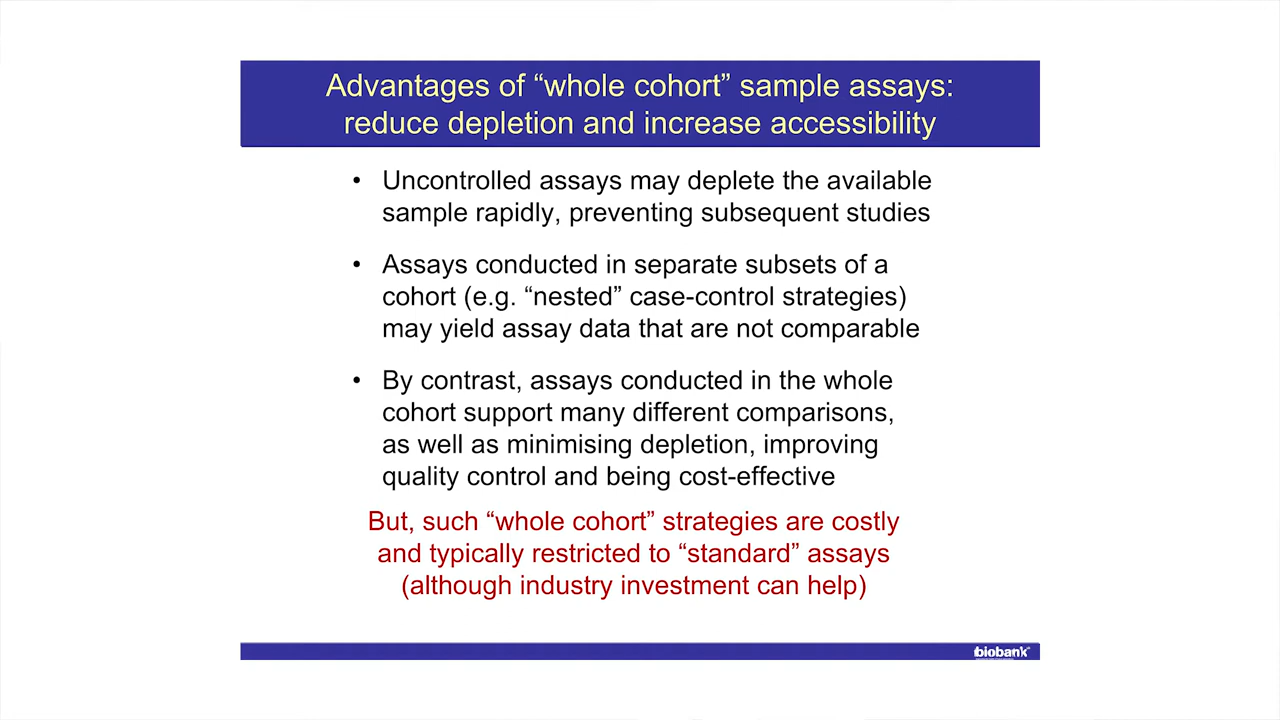 Advantages of “whole cohort” sample assays:
reduce depletion and increase accessibility
• Uncontrolled assays may deplete the available
sample rapidly, preventing subsequent studies
• Assays conducted in separate subsets of a
cohort (e.g. “nested” case-control strategies)
may yield assay data that are not comparable
• By contrast, assays conducted in the whole
cohort support many different comparisons,
as well as minimising depletion, improving
quality control and being cost-effective
But, such “whole cohort” strategies are costly
and typically restricted to “standard” assays
(although industry investment can help)
biobank